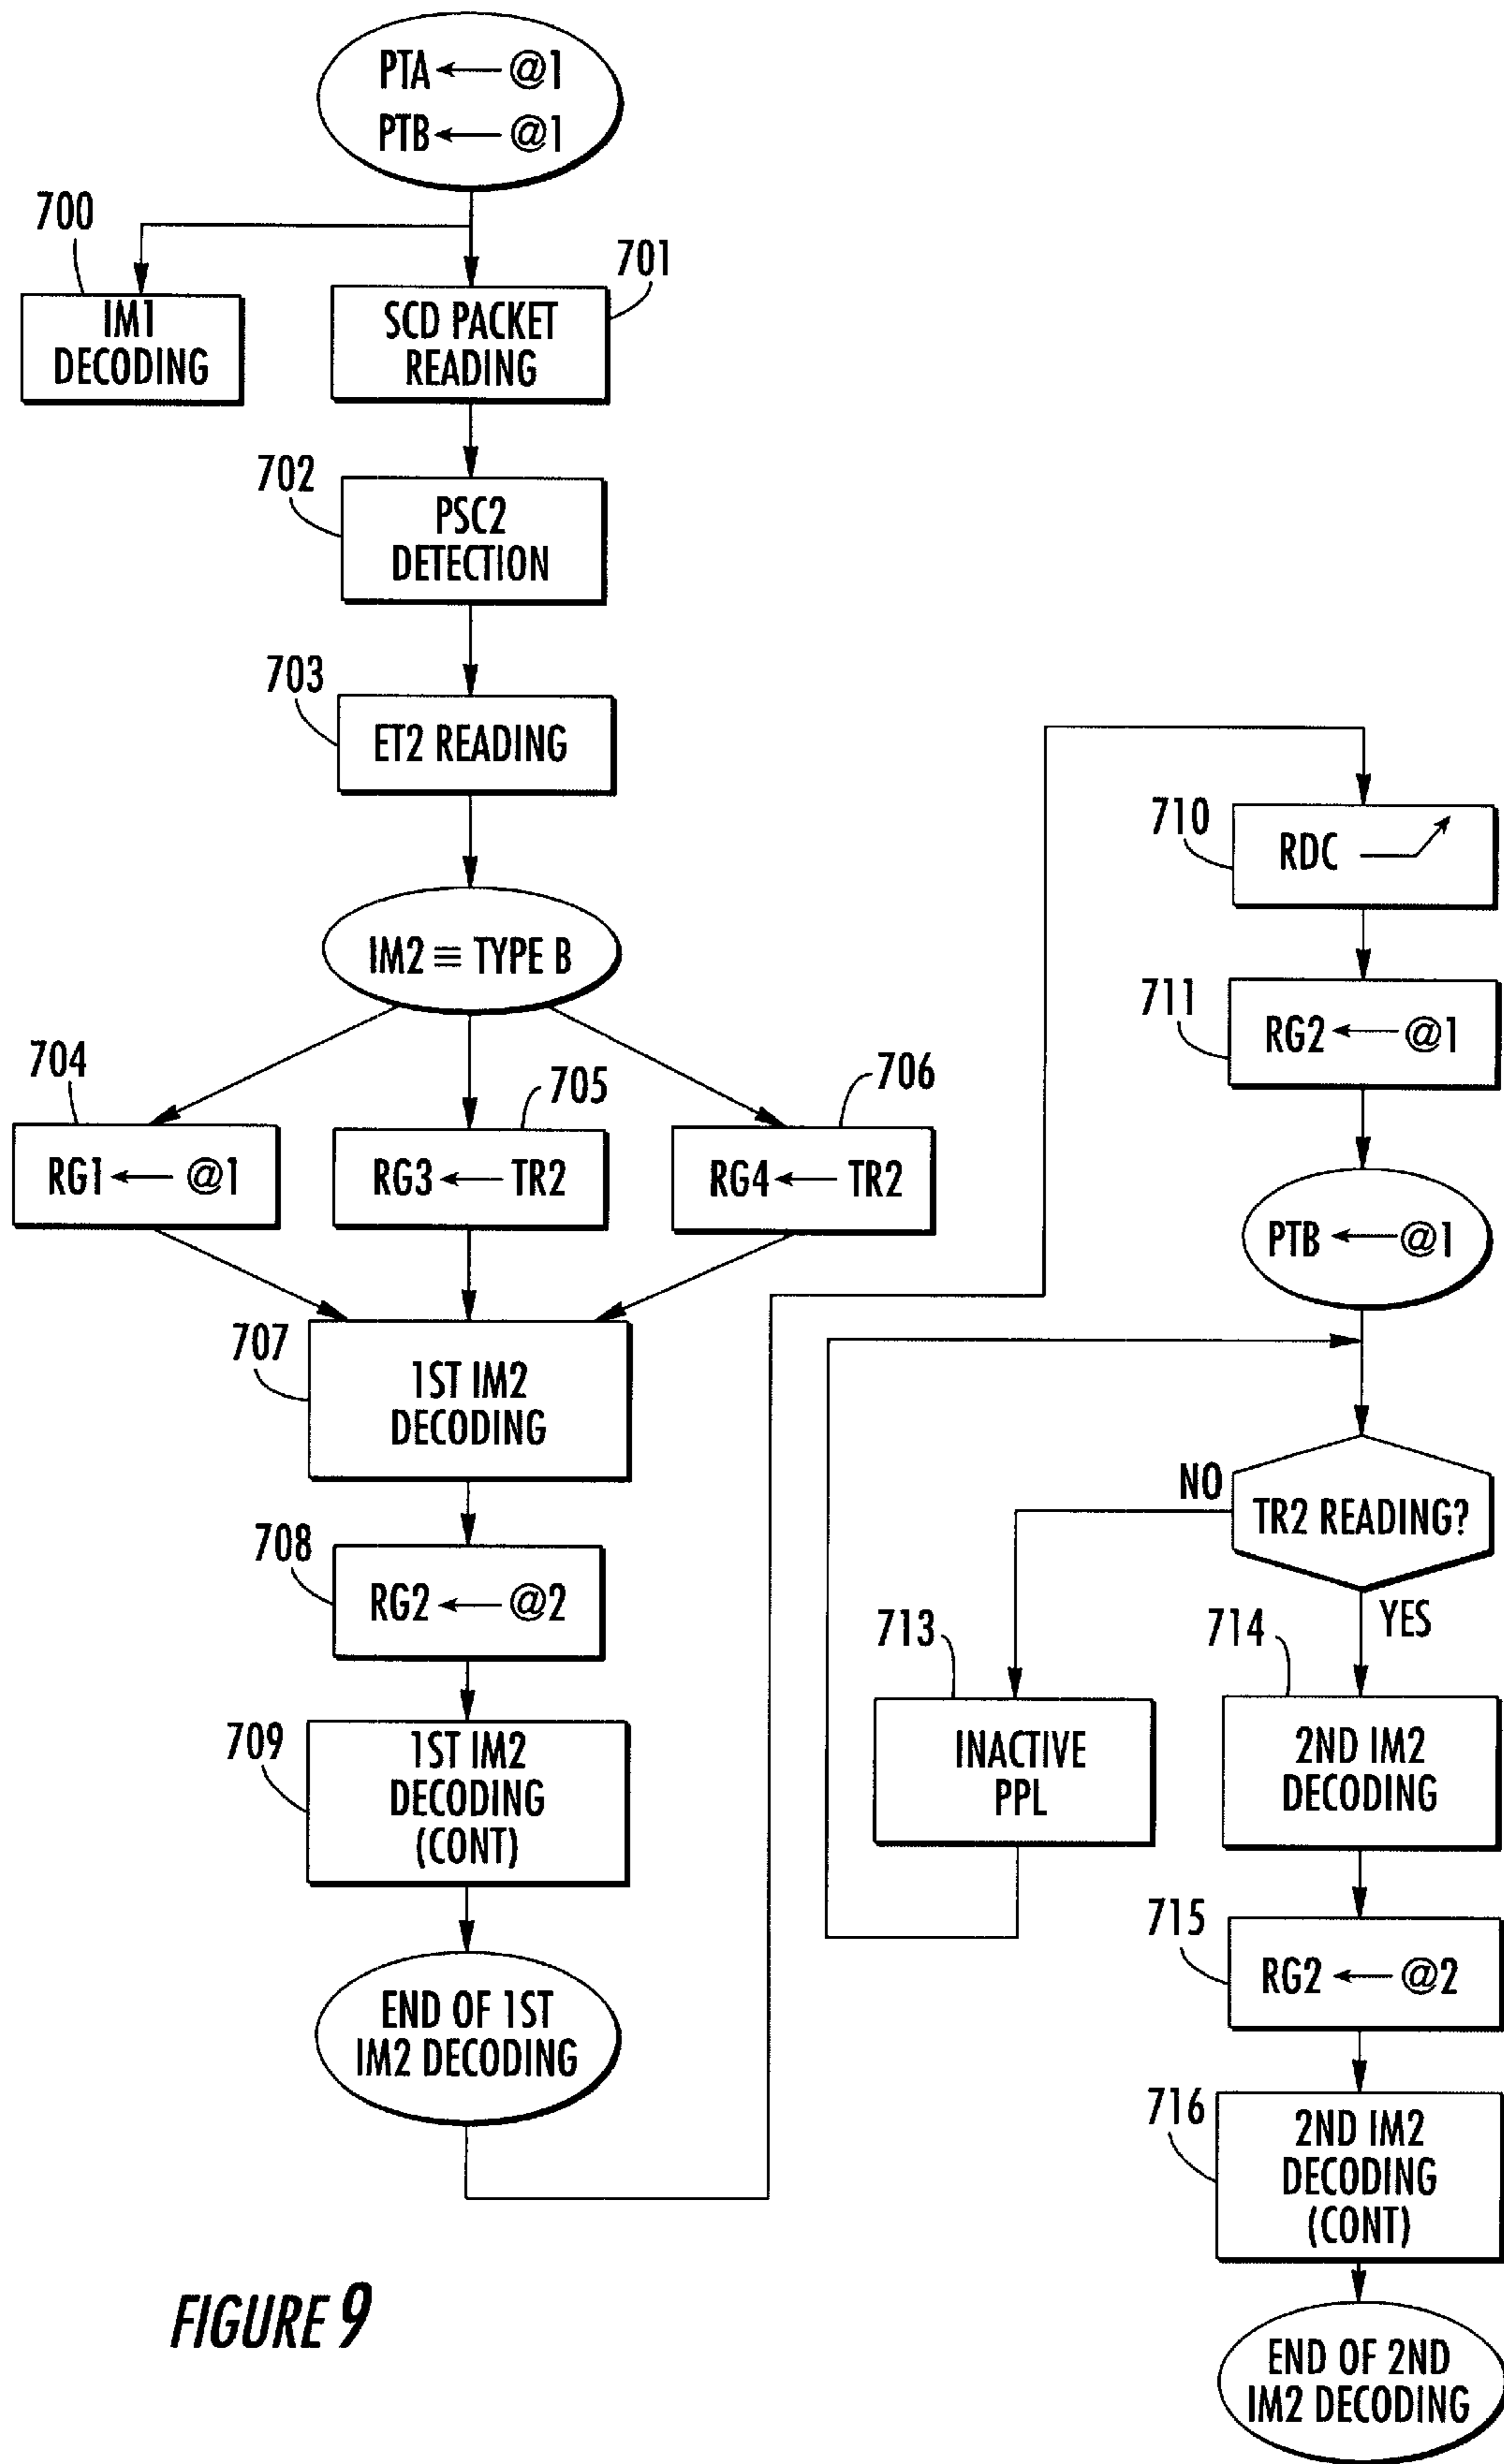 PTA ← @1
PTB ← @1
700
IM1
DECODING
701
SCD PACKET
READING
702
PSC2
DETECTION
703
ET2 READING
IM2 ≡ TYPE B
704
RG1 ← @1
705
RG3 ← TR2
706
RG4 ← TR2
707
1ST IM2
DECODING
708
RG2 ← @2
709
1ST IM2
DECODING
(CONT)
END OF 1ST
IM2 DECODING
710
RDC
711
RG2 ← @1
PTB ← @1
TR2 READING?
NO
YES
713
INACTIVE
PPL
714
2ND IM2
DECODING
715
RG2 ← @2
716
2ND IM2
DECODING
(CONT)
END OF 2ND
IM2 DECODING
FIGURE 9